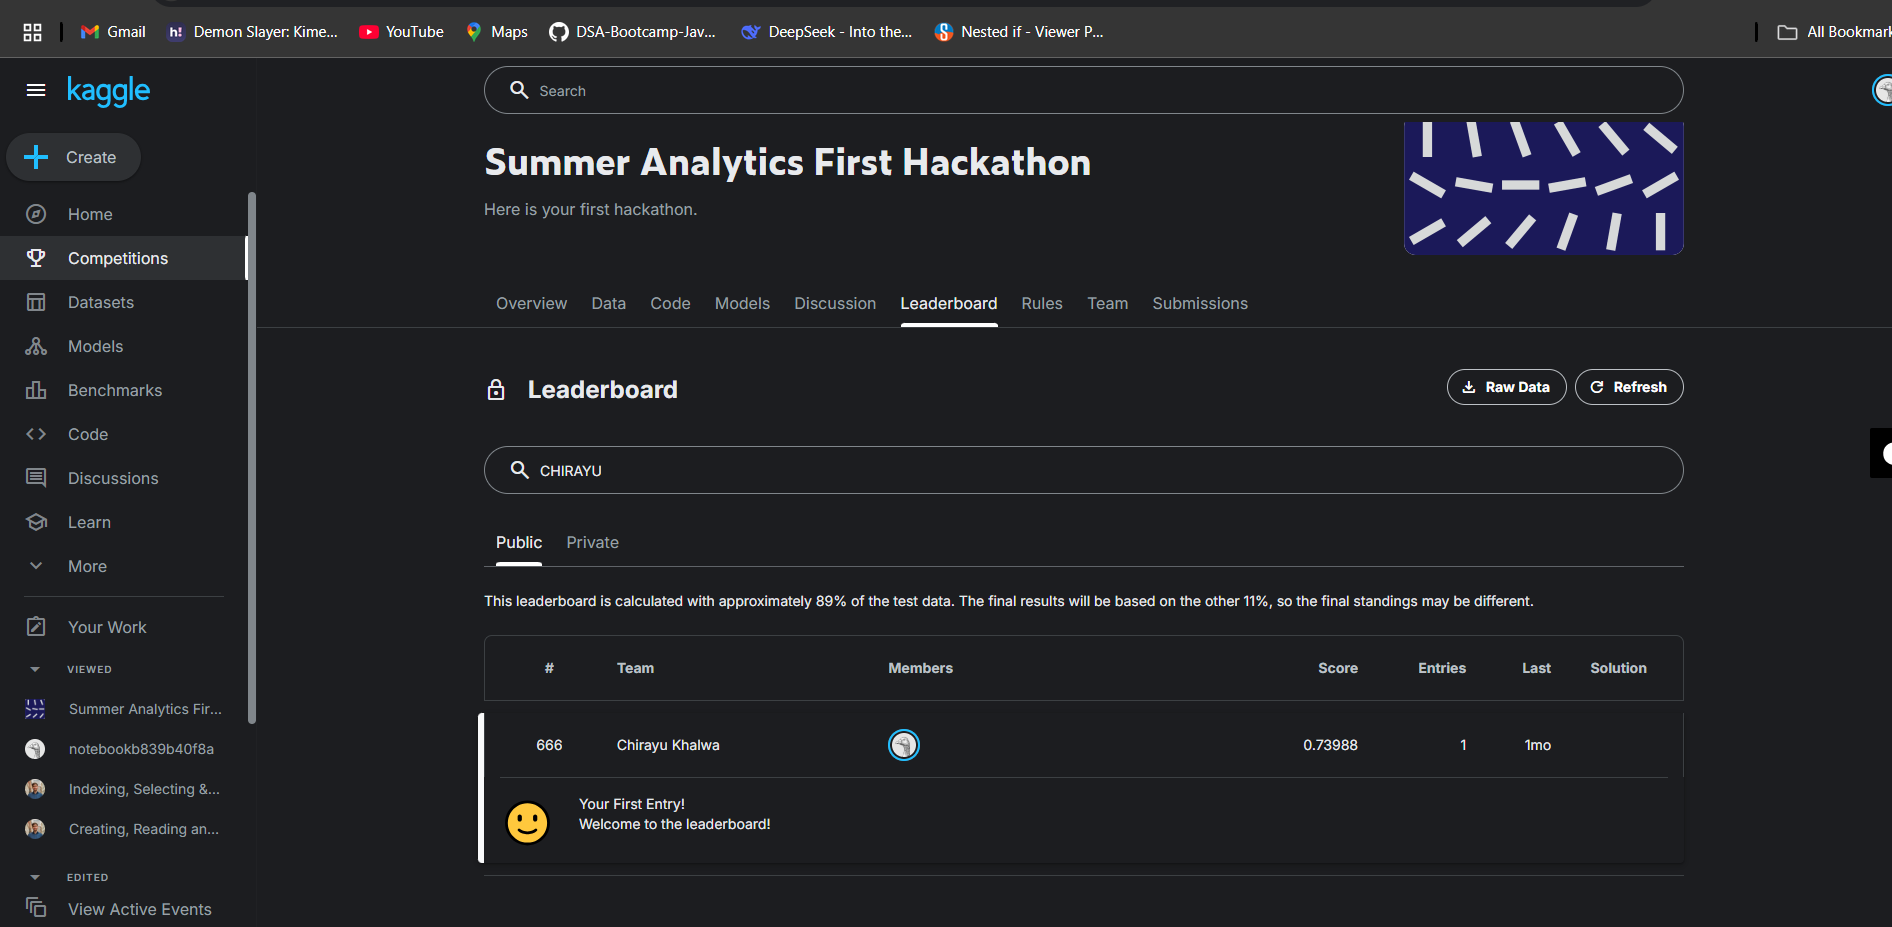 Gmail
h! Demon Slayer: Kime...
YouTube
Maps
DSA-Bootcamp-Jav...
DeepSeek - Into the...
Nested if - Viewer P...
All Bookmark
kaggle
Search
Create
Home
Competitions
Datasets
Models
Benchmarks
Code
Discussions
Learn
More
Your Work
VIEWED
Summer Analytics Fir...
notebookb839b40f8a
Indexing, Selecting &...
Creating, Reading an...
EDITED
View Active Events
Summer Analytics First Hackathon
Here is your first hackathon.
Overview Data Code Models Discussion Leaderboard Rules Team Submissions
Leaderboard
Raw Data
Refresh
CHIRAYU
Public Private
This leaderboard is calculated with approximately 89% of the test data. The final results will be based on the other 11%, so the final standings may be different.
# Team Members Score Entries Last Solution
666 Chirayu Khalwa 0.73988 1 1mo
Your First Entry!
Welcome to the leaderboard!